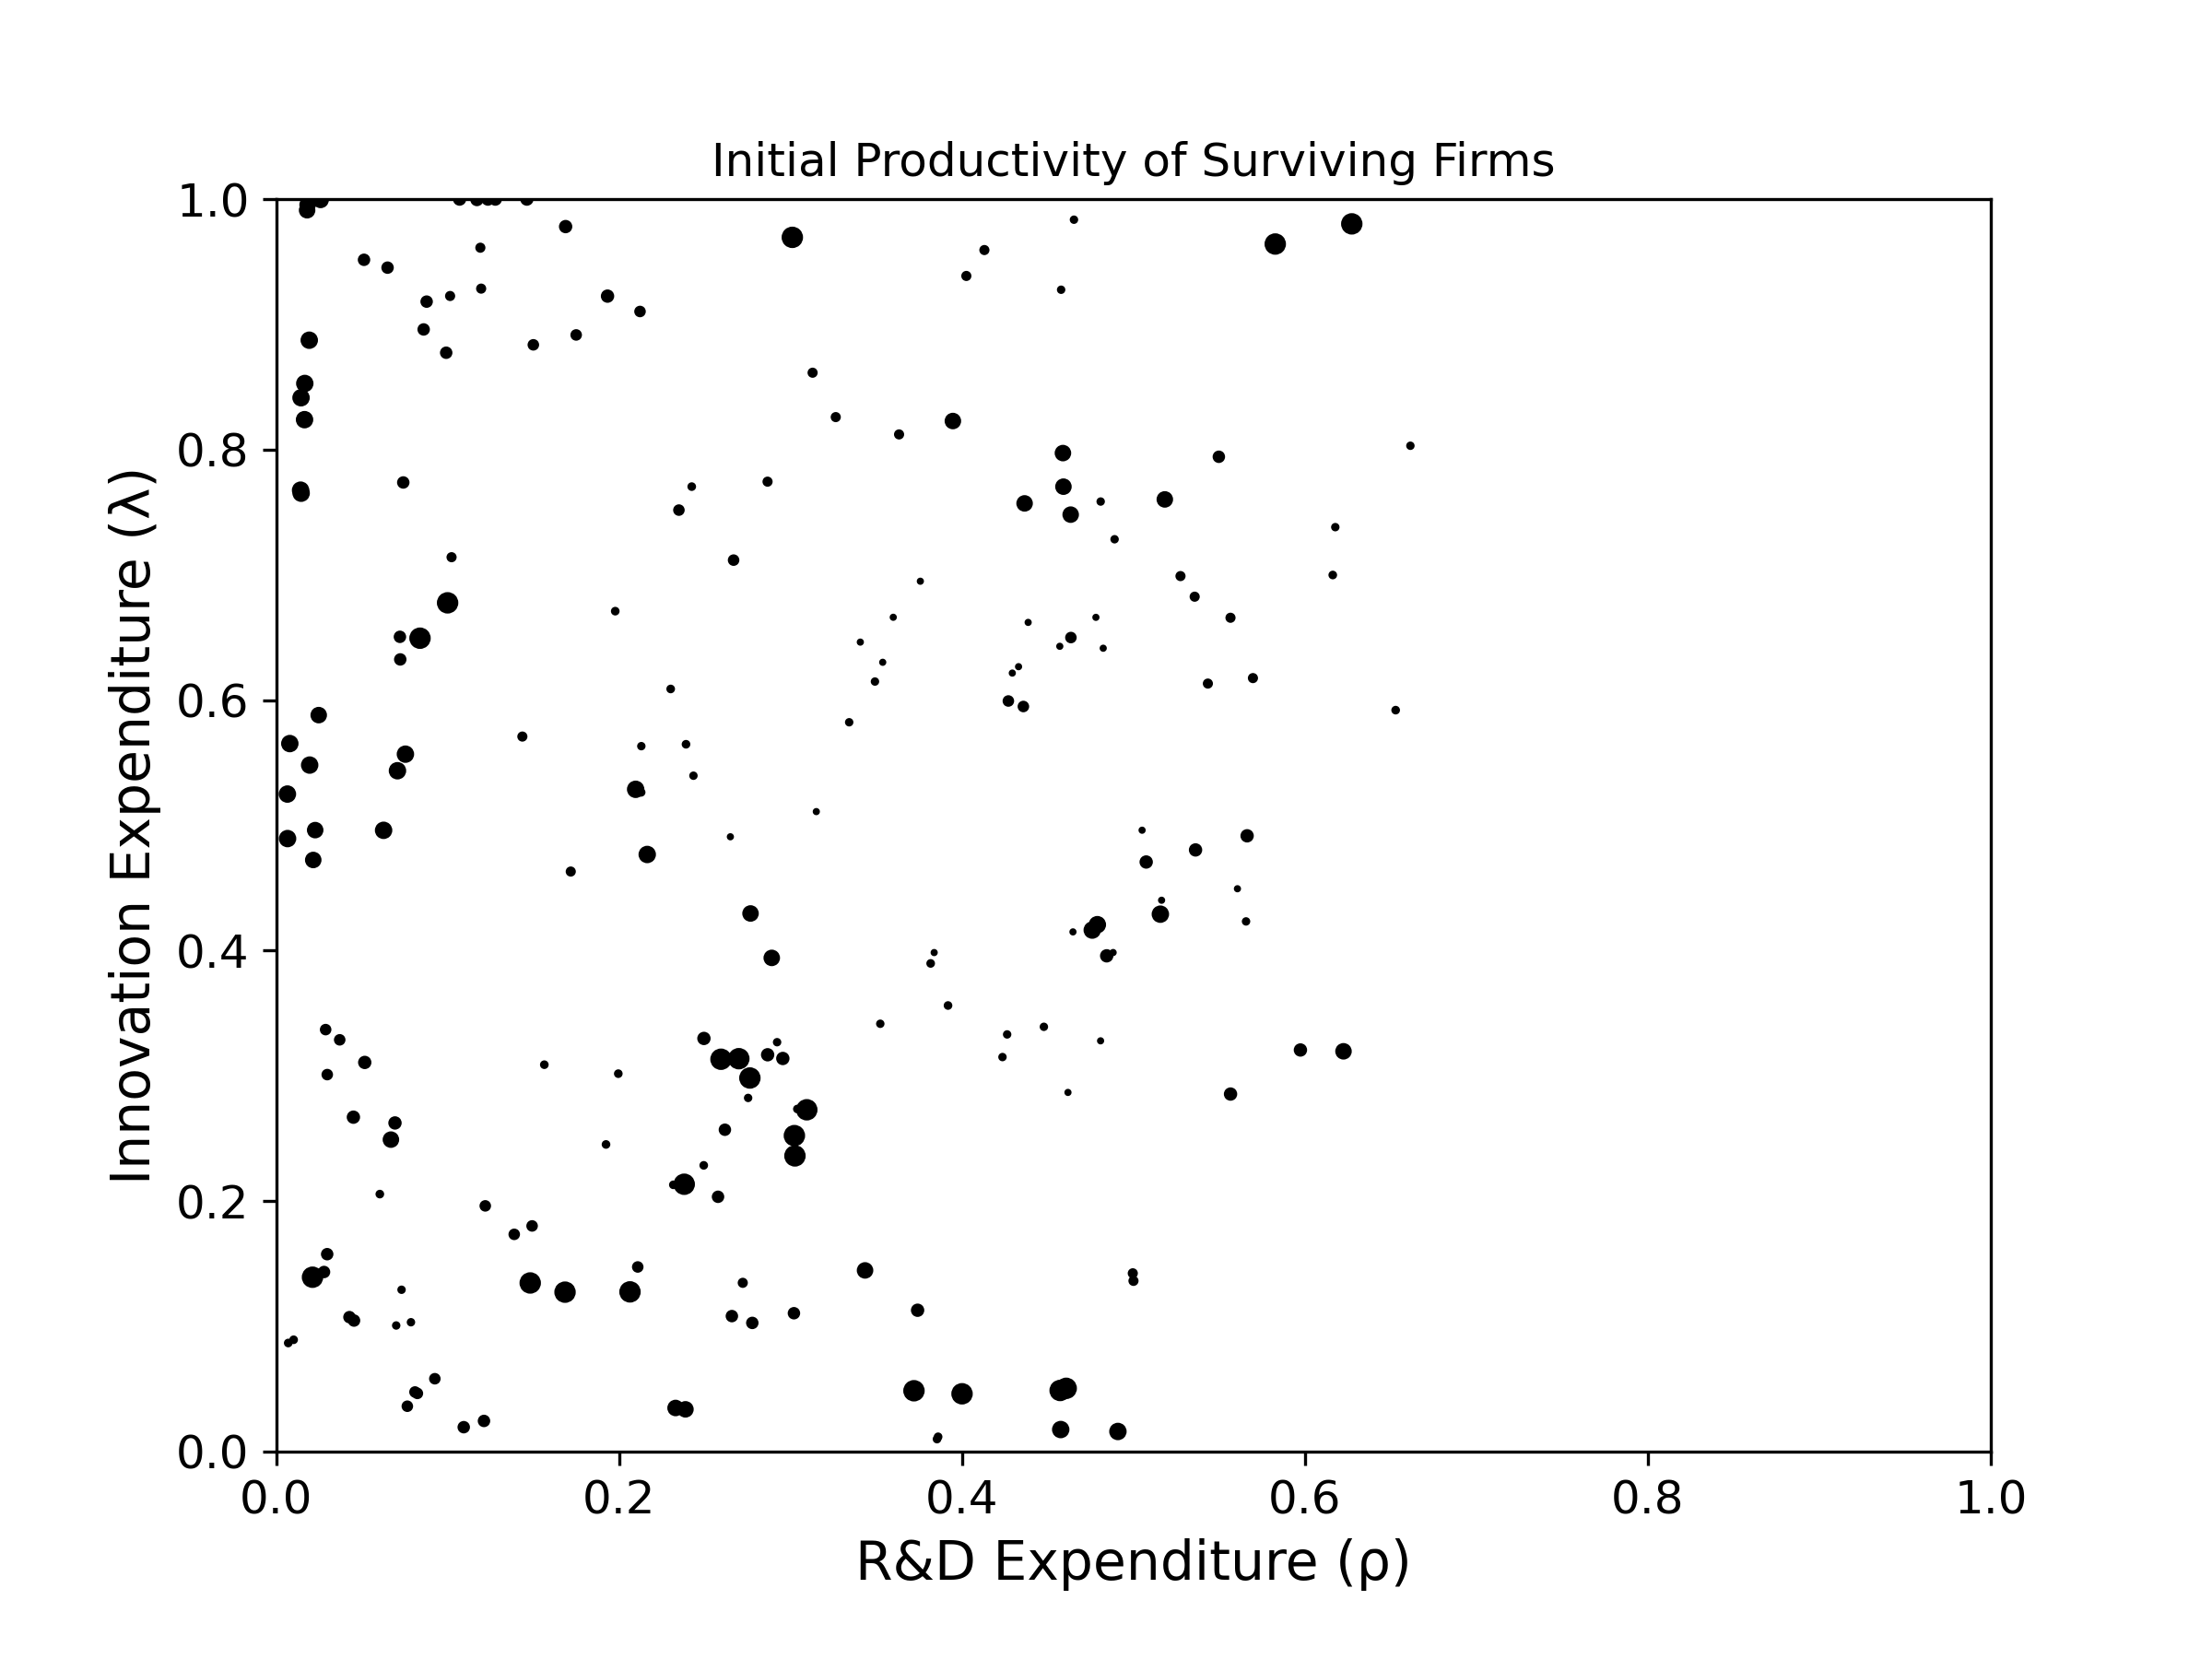 Initial Productivity of Surviving Firms
1.0
0.8
0.6
0.4
0.2
0.0
Innovation Expenditure (λ)
0.0 0.2 0.4 0.6 0.8 1.0
R&D Expenditure (ρ)